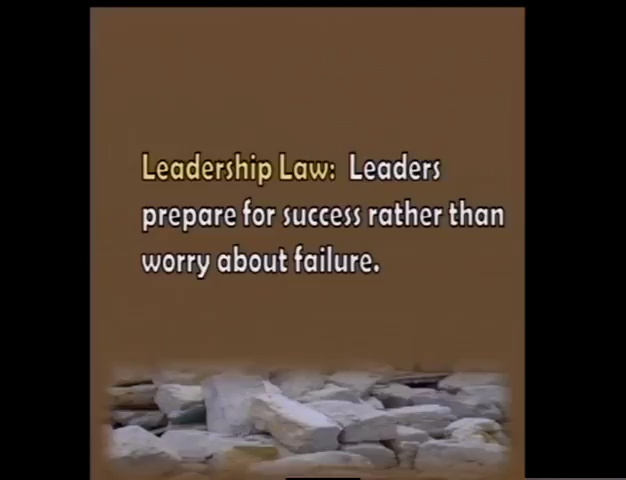 Leadership Law: Leaders
prepare for success rather than
worry about failure.